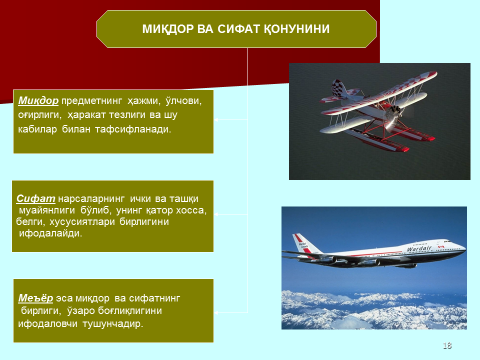 МИҚДОР ВА СИФАТ ҚОНУНИНИ
Миқдор предметнинг ҳажми, ўлчови,
оғирлиги, ҳаракат тезлиги ва шу
кабилар билан тафсифланади.
Сифат нарсаларнинг ички ва ташқи
муайянлиги бўлиб, унинг қатор хосса,
белги, хусусиятлари бирлигини
ифодалайди.
Меъёр эса миқдор ва сифатнинг
бирлиги, ўзаро боғлиқлигини
ифодаловчи тушунчадир.
Wardair
18